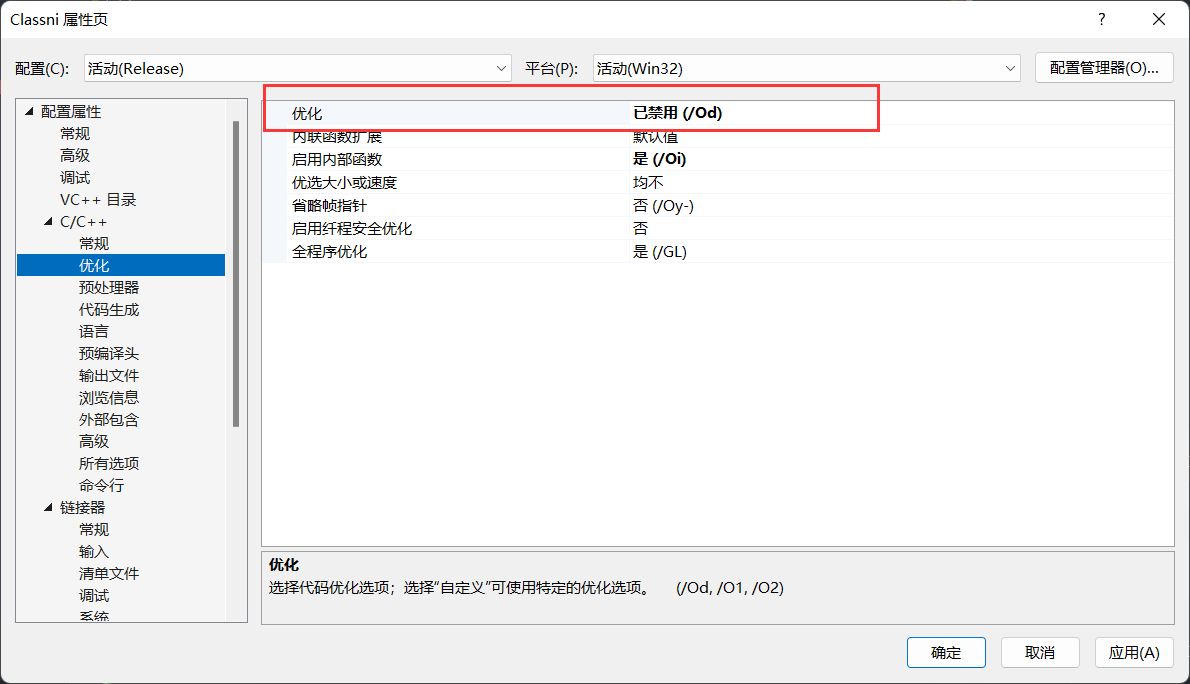 Classni 属性页
?
配置(C):
活动(Release)
平台(P):
活动(Win32)
配置管理器(O)...
配置属性
常规
高级
调试
VC++ 目录
C/C++
常规
优化
预处理器
代码生成
语言
预编译头
输出文件
浏览信息
外部包含
高级
所有选项
命令行
链接器
常规
输入
清单文件
调试
系统
优化 已禁用 (/Od)
内联函数扩展 默认值
启用内部函数 是 (/Oi)
优选大小或速度 均不
省略帧指针 否 (/Oy-)
启用纤程安全优化 否
全程序优化 是 (/GL)
优化
选择代码优化选项；选择“自定义”可使用特定的优化选项。 (/Od, /O1, /O2)
确定
取消
应用(A)